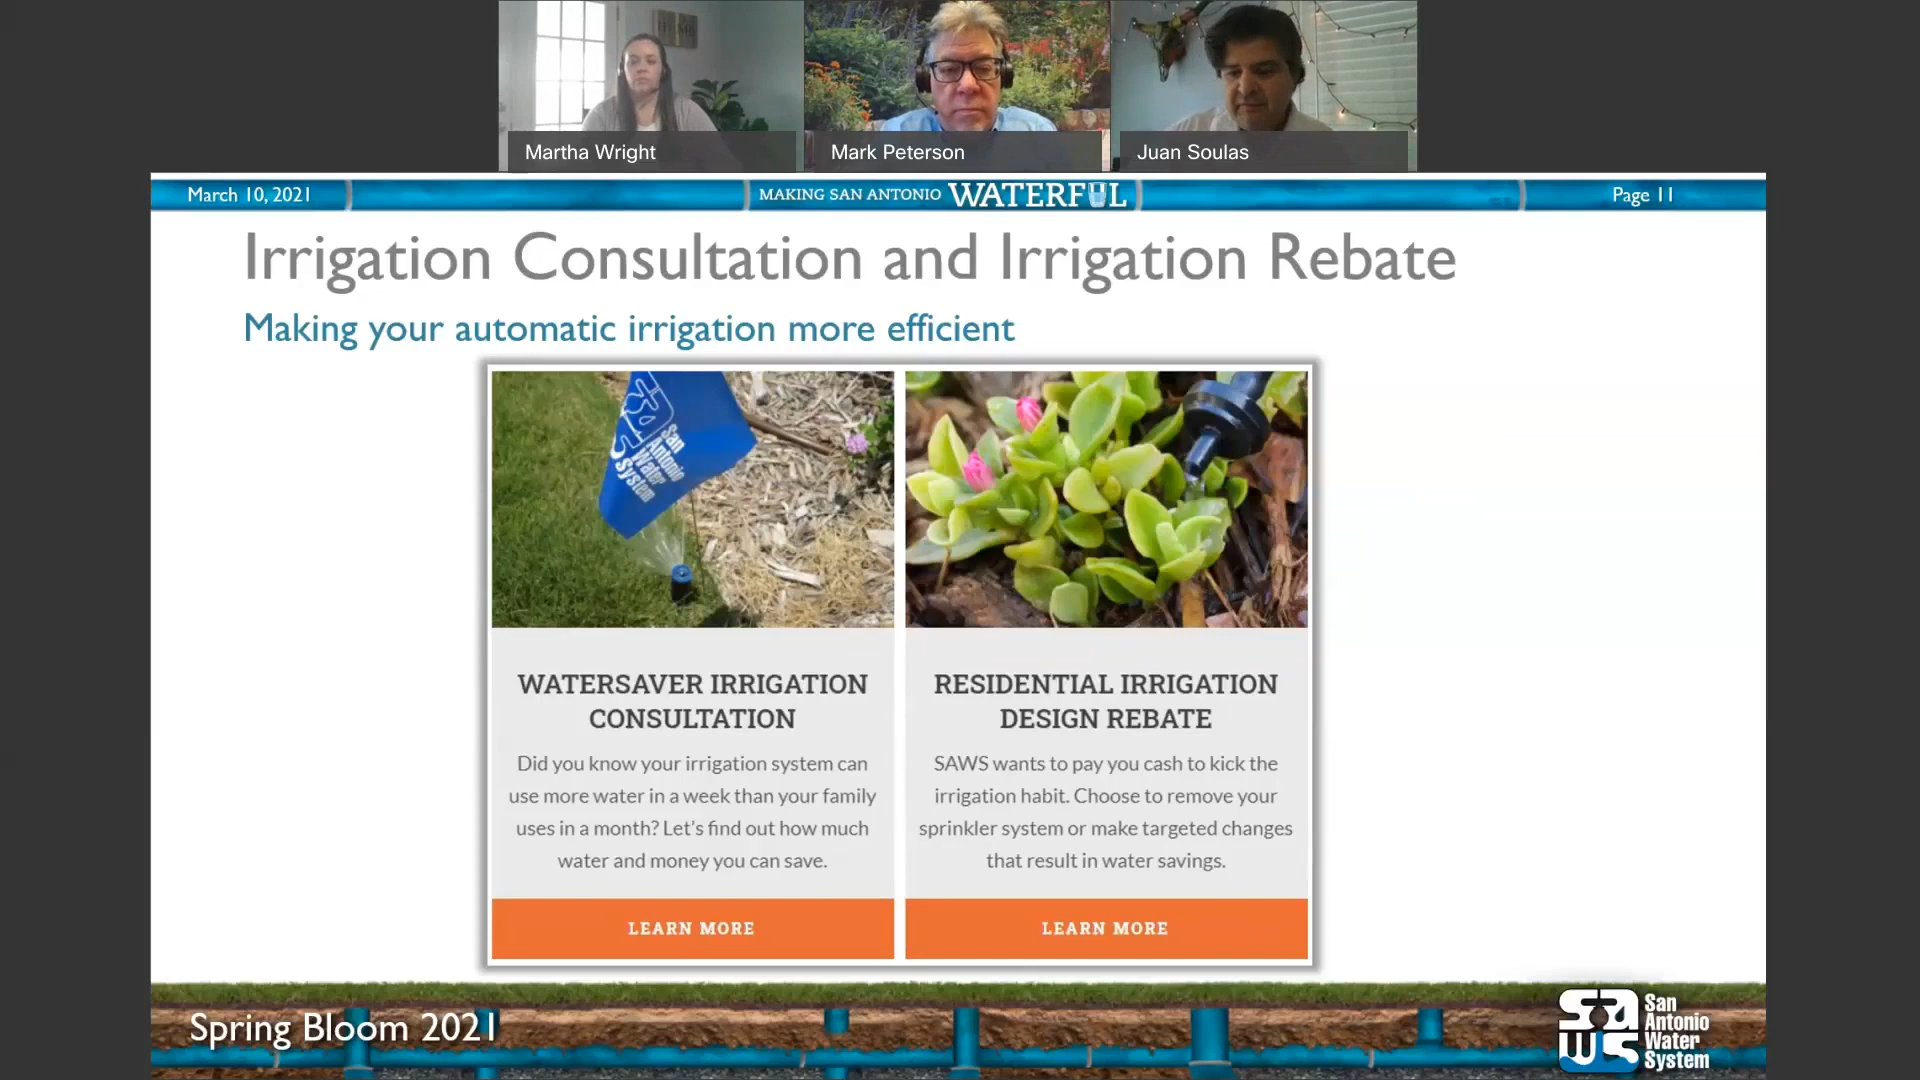 Martha Wright
Mark Peterson
Juan Soulas
March 10, 2021
MAKING SAN ANTONIO WATERFUL
Page 11
Irrigation Consultation and Irrigation Rebate
Making your automatic irrigation more efficient
San
Antonio
Water
System
WATERSAVER IRRIGATION
CONSULTATION
Did you know your irrigation system can
use more water in a week than your family
uses in a month? Let's find out how much
water and money you can save.
LEARN MORE
RESIDENTIAL IRRIGATION
DESIGN REBATE
SAWS wants to pay you cash to kick the
irrigation habit. Choose to remove your
sprinkler system or make targeted changes
that result in water savings.
LEARN MORE
Spring Bloom 2021
saws
San
Antonio
Water
System